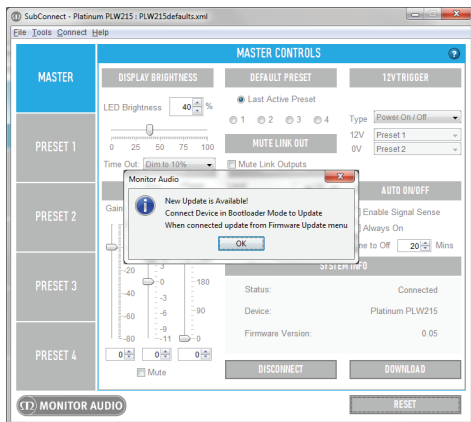 SubConnect - Platinum PLW215 : PLW215defaults.xml
File Tools Connect Help
MASTER CONTROLS
?
MASTER
PRESET 1
PRESET 2
PRESET 3
PRESET 4
DISPLAY BRIGHTNESS
LED Brightness 40 %
0 25 50 75 100
Time Out: Dim to 10%
DEFAULT PRESET
Last Active Preset
1 2 3 4
MUTE LINK OUT
Mute Link Outputs
12V TRIGGER
Type Power On / Off
12V Preset 1
0V Preset 2
Monitor Audio
New Update is Available!
Connect Device in Bootloader Mode to Update
When connected update from Firmware Update menu
OK
Gain
-20 -3
0 -180
-40 -3
-60 -6 -90
-9
-80 -11 0
0 0 0
Mute
AUTO ON/OFF
Enable Signal Sense
Always On
to Off 20 Mins
SYSTEM INFO
Status: Connected
Device: Platinum PLW215
Firmware Version: 0.05
DISCONNECT
DOWNLOAD
MONITOR AUDIO
RESET